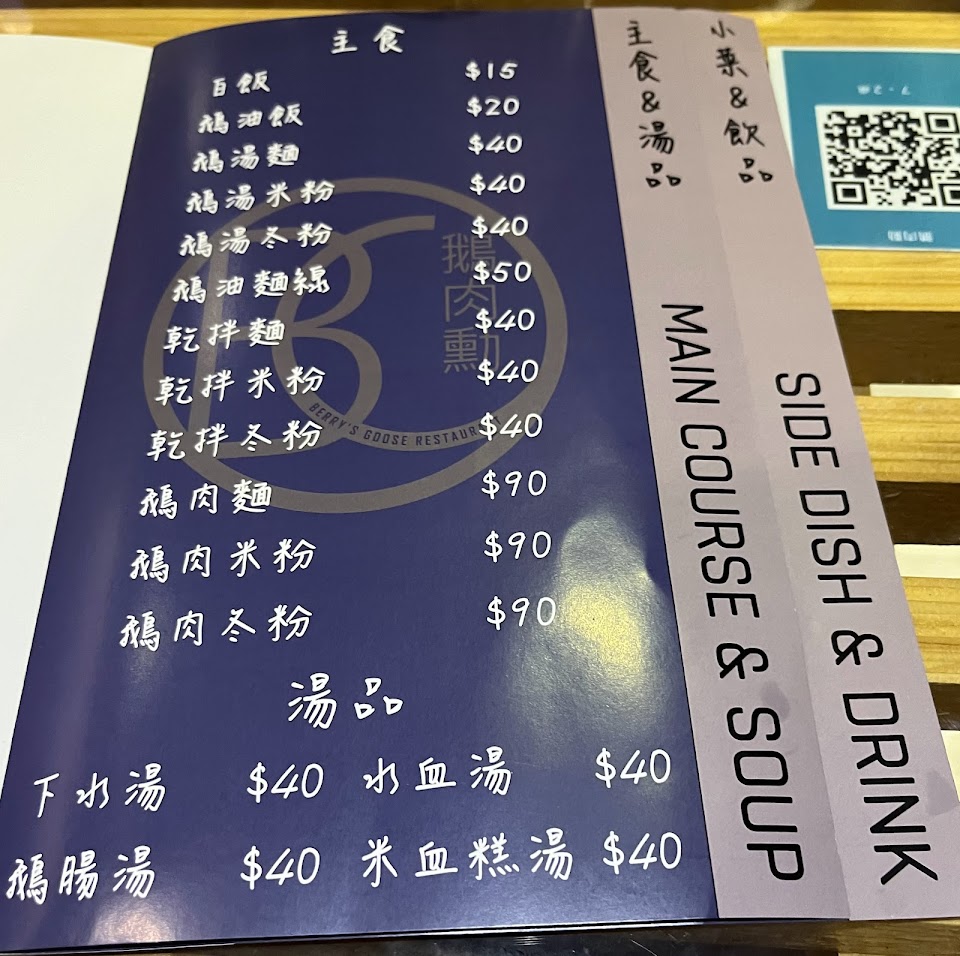 主食
白飯 $15
鵝油飯 $20
鵝湯麵 $40
鵝湯米粉 $40
鵝湯冬粉 $40
鵝油麵線 $50
乾拌麵 $40
乾拌米粉 $40
乾拌冬粉 $40
鵝肉麵 $90
鵝肉米粉 $90
鵝肉冬粉 $90
湯品
下水湯 $40 水血湯 $40
鵝腸湯 $40 米血糕湯 $40
鵝肉勳
BERRY'S GOOSE RESTAURANT
主食&湯品
MAIN COURSE & SOUP
小菜&飲品
SIDE DISH & DRINK
鵝肉勳